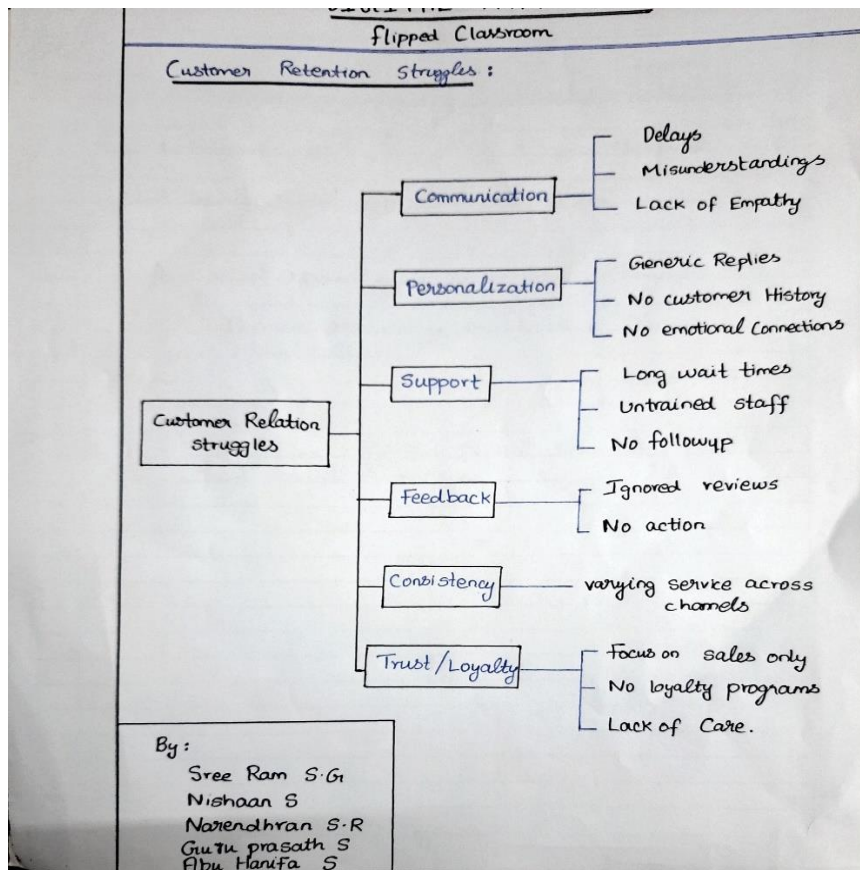 flipped Classroom
Customer Retention Struggles :
Delays
Misunderstandings
Communication
Lack of Empathy
Generic Replies
Personalization
No customer History
No emotional Connections
Long wait times
Support
Untrained staff
Customer Relation
struggles
No followup
Ignored reviews
Feedback
No action
Consistency
varying service across
channels
Trust/Loyalty
Focus on sales only
No loyalty programs
Lack of Care.
By :
Sree Ram S.G
Nishaan S
Narendhran S.R
Guru prasath S
Abu Hanifa S